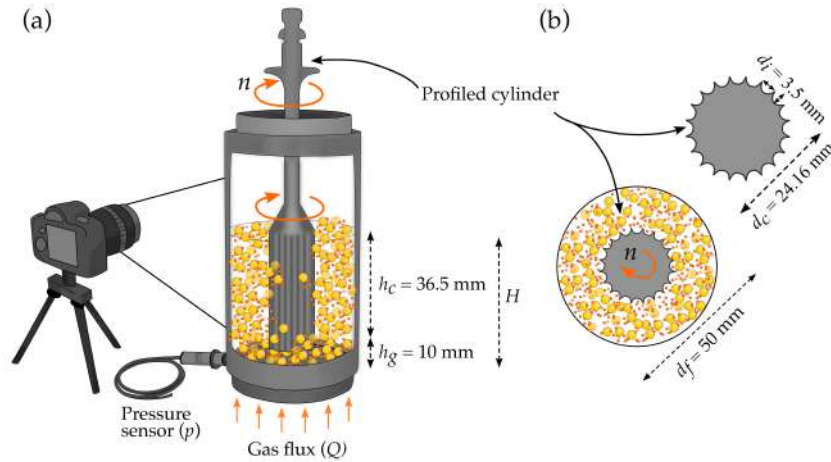 (a)
(b)
n
Profiled cylinder
dᵢ = 3.5 mm
d_c = 24.16 mm
n
h_c = 36.5 mm
H
h_g = 10 mm
d_f = 50 mm
Pressure
sensor (p)
Gas flux (Q)